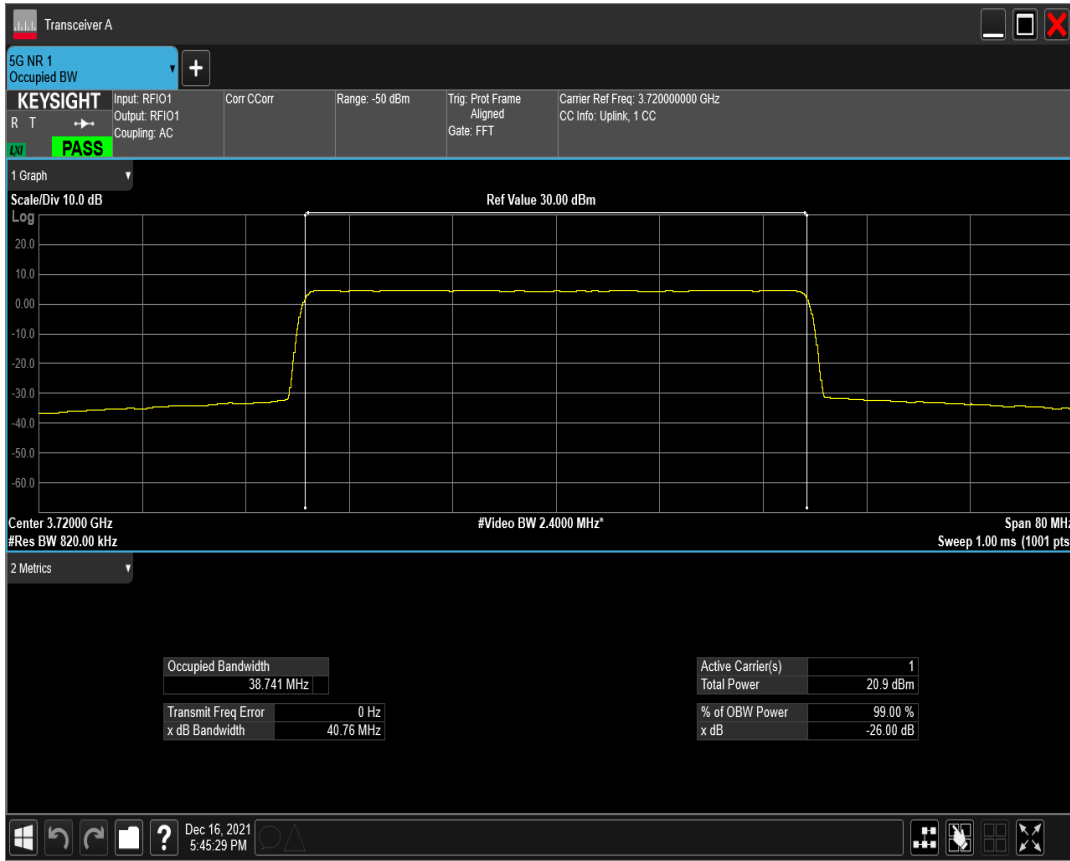 Transceiver A
5G NR 1
Occupied BW
KEYSIGHT
R T
LXI
PASS
Input: RFIO1
Output: RFIO1
Coupling: AC
Corr CCorr
Range: -50 dBm
Trig: Prot Frame
Aligned
Gate: FFT
Carrier Ref Freq: 3.720000000 GHz
CC Info: Uplink, 1 CC
1 Graph
Scale/Div 10.0 dB
Ref Value 30.00 dBm
Log
20.0
10.0
0.00
-10.0
-20.0
-30.0
-40.0
-50.0
-60.0
Center 3.72000 GHz
#Video BW 2.4000 MHz*
Span 80 MHz
#Res BW 820.00 kHz
Sweep 1.00 ms (1001 pts
2 Metrics
Occupied Bandwidth
38.741 MHz
Transmit Freq Error 0 Hz
x dB Bandwidth 40.76 MHz
Active Carrier(s) 1
Total Power 20.9 dBm
% of OBW Power 99.00 %
x dB -26.00 dB
?
Dec 16, 2021
5:45:29 PM